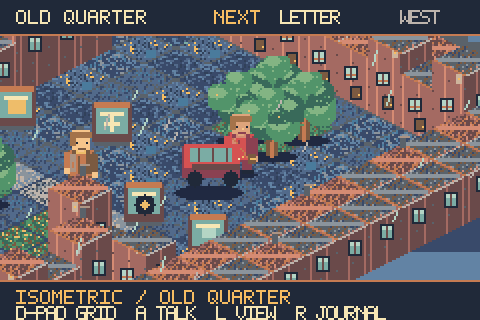 OLD QUARTER NEXT LETTER WEST
ISOMETRIC / OLD QUARTER
D-PAD GRID A TALK L VIEW R JOURNAL